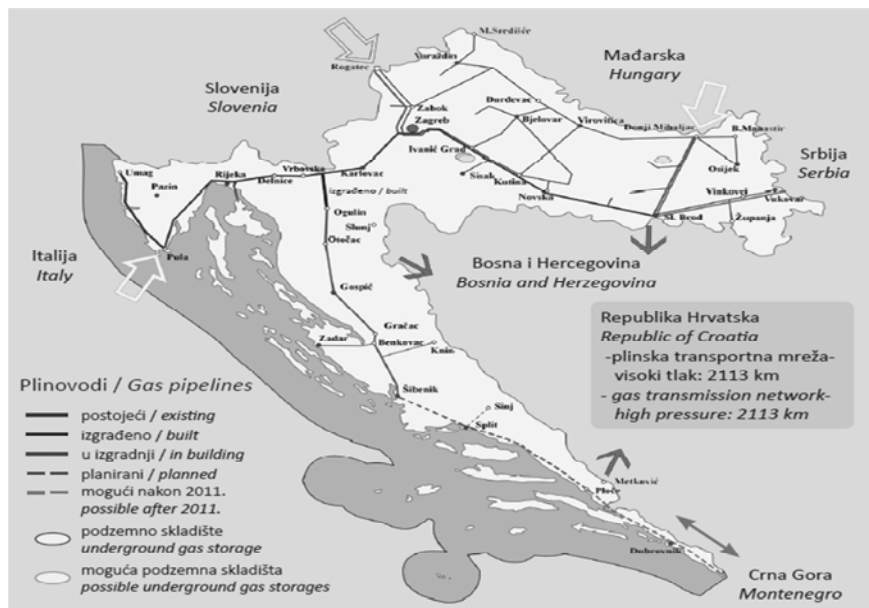 M.Središće
Varaždin
Rogatec
Mađarska
Hungary
Slovenija
Slovenia
Zabok
Zagreb
Đurđevac
Bjelovar
Virovitica
Donji Miholjac
B.Manastir
Ivanić Grad
Osijek
Srbija
Serbia
Umag
Pazin
Rijeka
Delnice
Vrbovsko
Karlovac
Sisak
Kutina
Novska
Vinkovci
Vukovar
izgrađeno / built
Sl. Brod
Županja
Ogulin
Slunj
Otočac
Italija
Italy
Pula
Bosna i Hercegovina
Bosnia and Herzegovina
Gospić
Republika Hrvatska
Republic of Croatia
-plinska transportna mreža-
visoki tlak: 2113 km
- gas transmission network-
high pressure: 2113 km
Gračac
Zadar
Benkovac
Knin
Plinovodi / Gas pipelines
postojeći / existing
izgrađeno / built
u izgradnji / in building
planirani / planned
mogući nakon 2011.
possible after 2011.
podzemno skladište
underground gas storage
moguća podzemna skladišta
possible underground gas storages
Šibenik
Sinj
Split
Metković
Ploče
Dubrovnik
Crna Gora
Montenegro